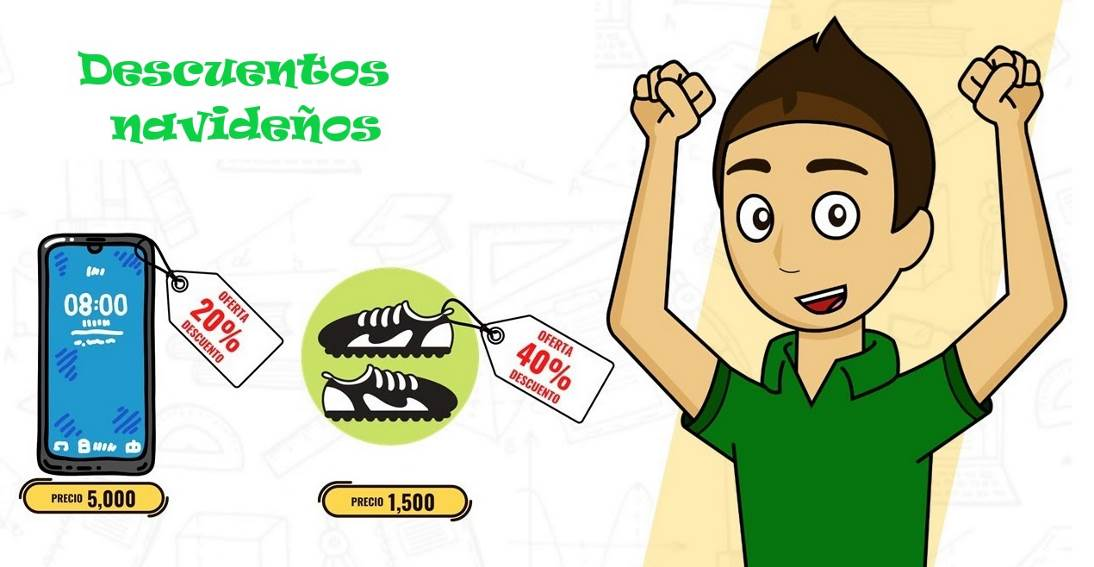 Descuentos
navideños
08:00
OFERTA
20%
DESCUENTO
OFERTA
40%
DESCUENTO
PRECIO 5,000
PRECIO 1,500